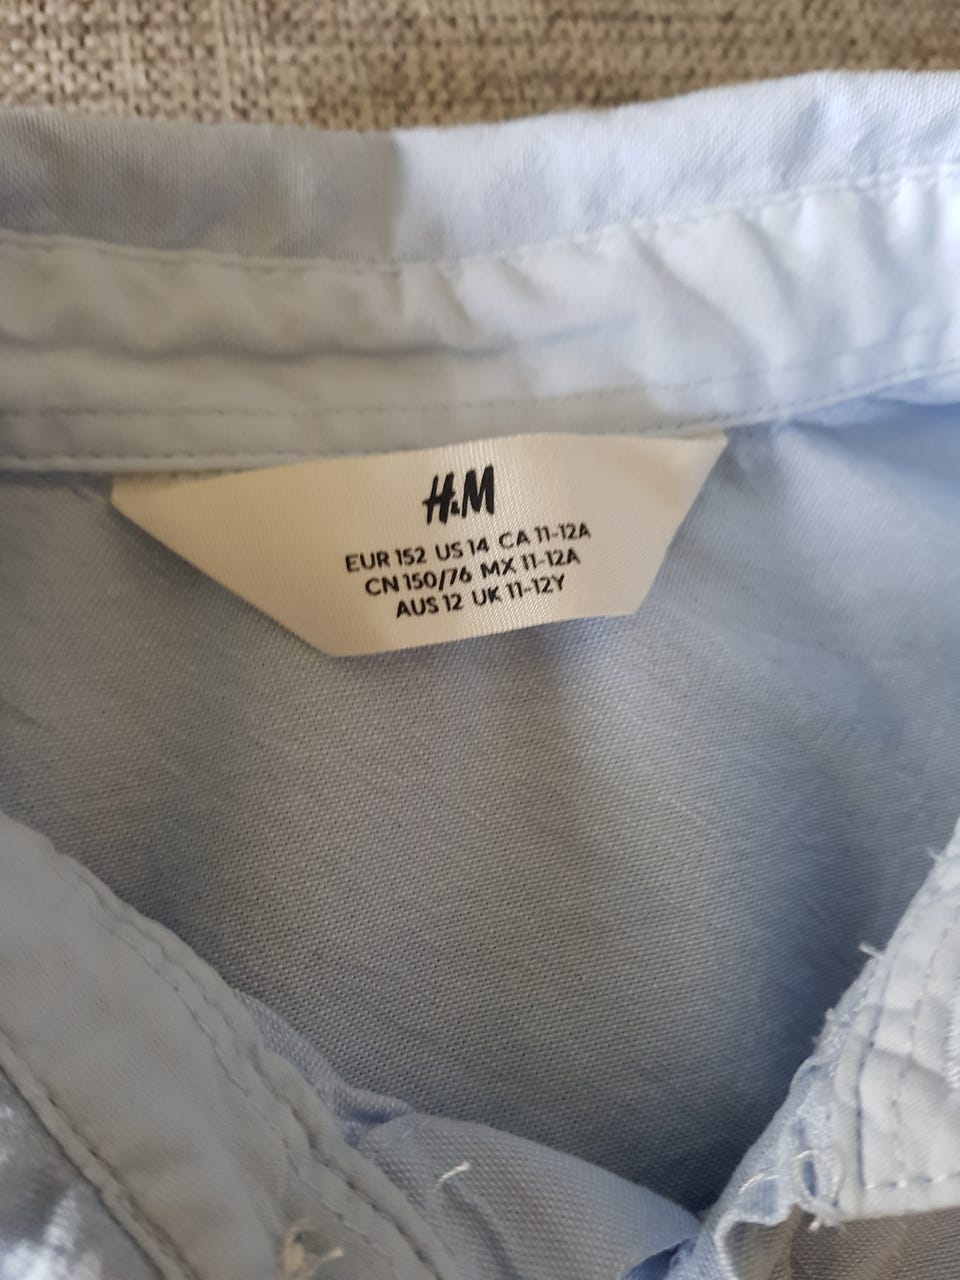 H&M
EUR 152 US 14 CA 11-12A
CN 150/76 MX 11-12A
AUS 12 UK 11-12Y